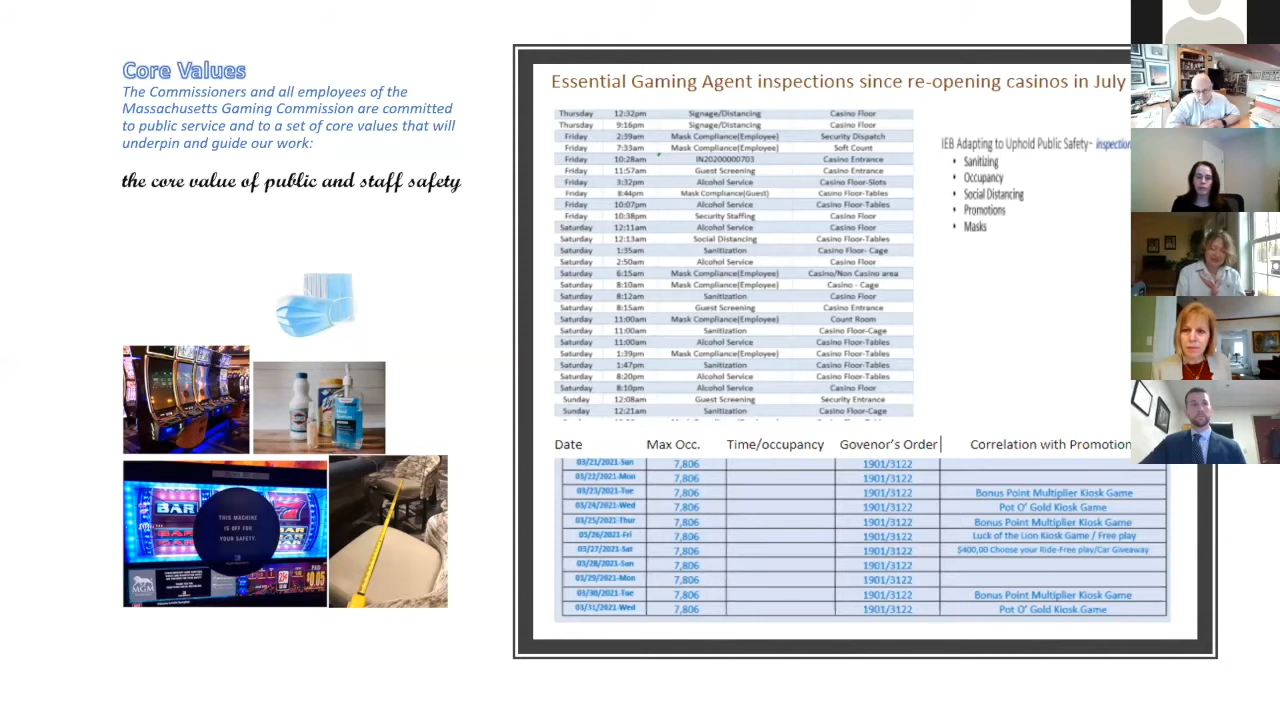 Core Values
The Commissioners and all employees of the
Massachusetts Gaming Commission are committed
to public service and to a set of core values that will
underpin and guide our work:
the core value of public and staff safety
THIS MACHINE
IS OFF FOR
YOUR SAFETY.
BAR
BAR
MGM
$0.05
Essential Gaming Agent inspections since re-opening casinos in July
Thursday 12:32pm Signage/Distancing Casino Floor
Thursday 9:16pm Signage/Distancing Casino Floor
Friday 2:39am Mask Compliance(Employee) Security Dispatch
Friday 7:33am Mask Compliance(Employee) Soft Count
Friday 10:28am IN20200000703 Casino Entrance
Friday 11:57am Guest Screening Casino Entrance
Friday 3:32pm Alcohol Service Casino Floor-Slots
Friday 8:44pm Mask Compliance(Guest) Casino Floor-Tables
Friday 10:07pm Alcohol Service Casino Floor-Tables
Friday 10:38pm Security Staffing Casino Floor
Saturday 12:11am Alcohol Service Casino Floor
Saturday 12:13am Social Distancing Casino Floor-Tables
Saturday 1:35am Sanitization Casino Floor- Cage
Saturday 2:50am Alcohol Service Casino Floor
Saturday 6:15am Mask Compliance(Employee) Casino/Non Casino area
Saturday 8:10am Mask Compliance(Employee) Casino - Cage
Saturday 8:12am Sanitization Casino Floor
Saturday 8:15am Guest Screening Casino Entrance
Saturday 11:00am Mask Compliance(Employee) Count Room
Saturday 11:00am Sanitization Casino Floor-Cage
Saturday 11:00am Alcohol Service Casino Floor-Tables
Saturday 1:39pm Mask Compliance(Employee) Casino Floor-Tables
Saturday 1:47pm Sanitization Casino Floor-Tables
Saturday 8:20pm Alcohol Service Casino Floor-Tables
Saturday 8:10pm Alcohol Service Casino Floor
Sunday 12:08am Guest Screening Security Entrance
Sunday 12:21am Sanitization Casino Floor-Cage
IEB Adapting to Uphold Public Safety- inspection
• Sanitizing
• Occupancy
• Social Distancing
• Promotions
• Masks
Date Max Occ. Time/occupancy Govenor's Order Correlation with Promotion
03/21/2021-Sun 7,806 1901/3122
03/22/2021-Mon 7,806 1901/3122
03/23/2021-Tue 7,806 1901/3122 Bonus Point Multiplier Kiosk Game
03/24/2021-Wed 7,806 1901/3122 Pot O' Gold Kiosk Game
03/25/2021-Thur 7,806 1901/3122 Bonus Point Multiplier Kiosk Game
03/26/2021-Fri 7,806 1901/3122 Luck of the Lion Kiosk Game / Free play
03/27/2021-Sat 7,806 1901/3122 $400,00 Choose your Ride-Free play/Car Giveaway
03/28/2021-Sun 7,806 1901/3122
03/29/2021-Mon 7,806 1901/3122
03/30/2021-Tue 7,806 1901/3122 Bonus Point Multiplier Kiosk Game
03/31/2021-Wed 7,806 1901/3122 Pot O' Gold Kiosk Game